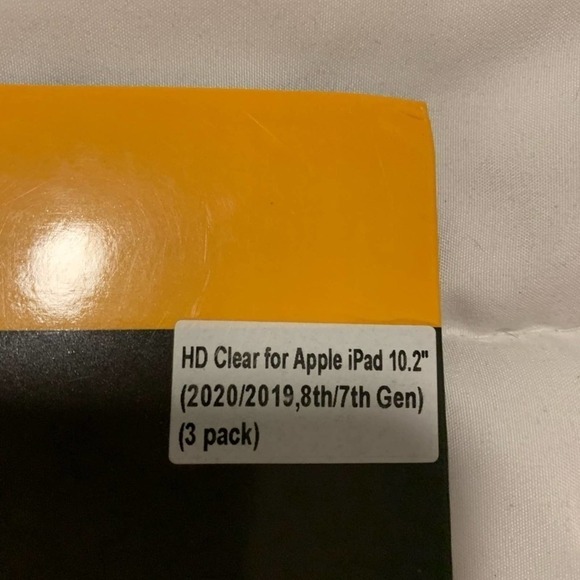 HD Clear for Apple iPad 10.2"
(2020/2019,8th/7th Gen)
(3 pack)